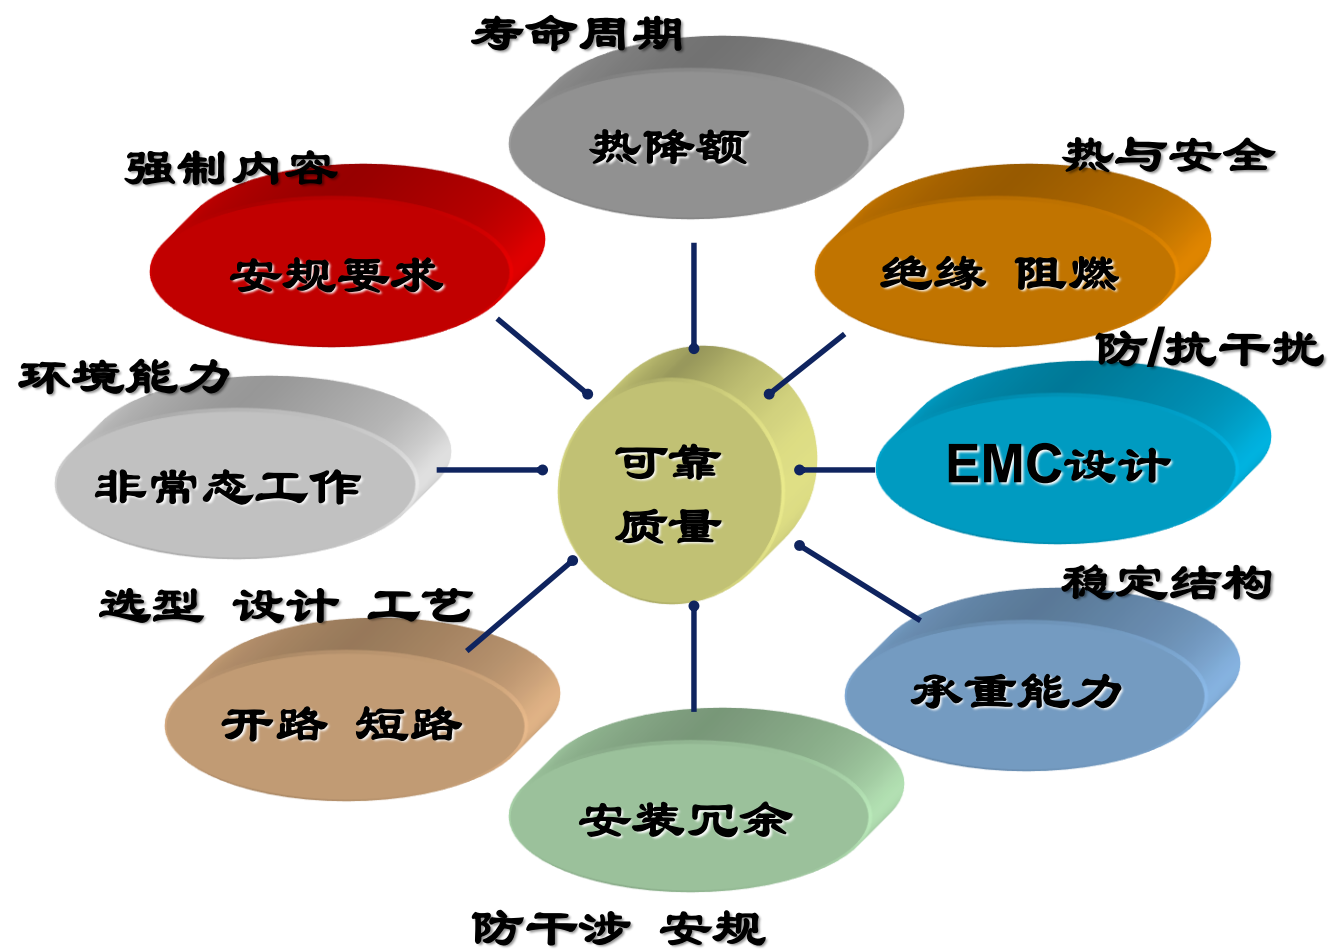 寿命周期
热降额
强制内容
安规要求
热与安全
绝缘 阻燃
环境能力
非常态工作
防/抗干扰
EMC设计
可靠
质量
选型 设计 工艺
开路 短路
稳定结构
承重能力
安装冗余
防干涉 安规